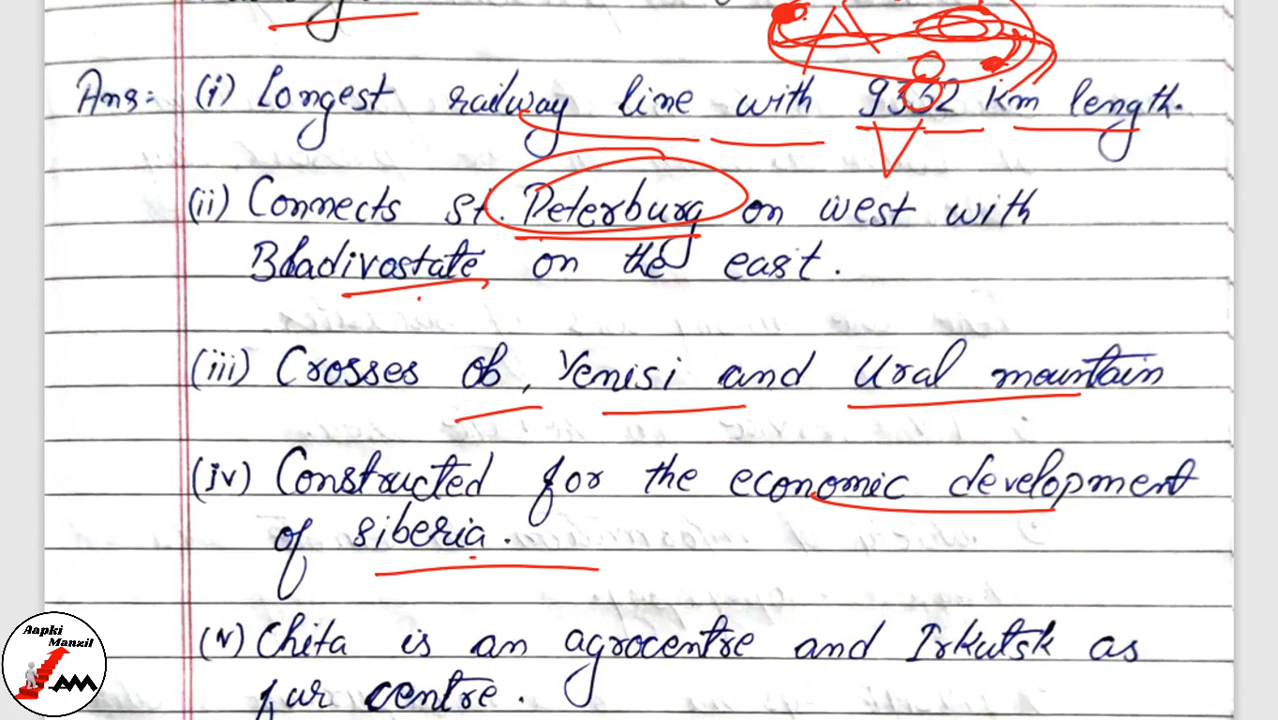 Ans:- (i) Longest railway line with 9332 Km length.
(ii) Connects st. Peterburg on west with
Bladivostate on the east.
(iii) Crosses ob, Yenisi and Ural mountain
(iv) Constructed for the economic development
of siberia.
(v) Chita is an agrocentre and Irkutsk as
fur centre.
Aapki
Manzil
AM